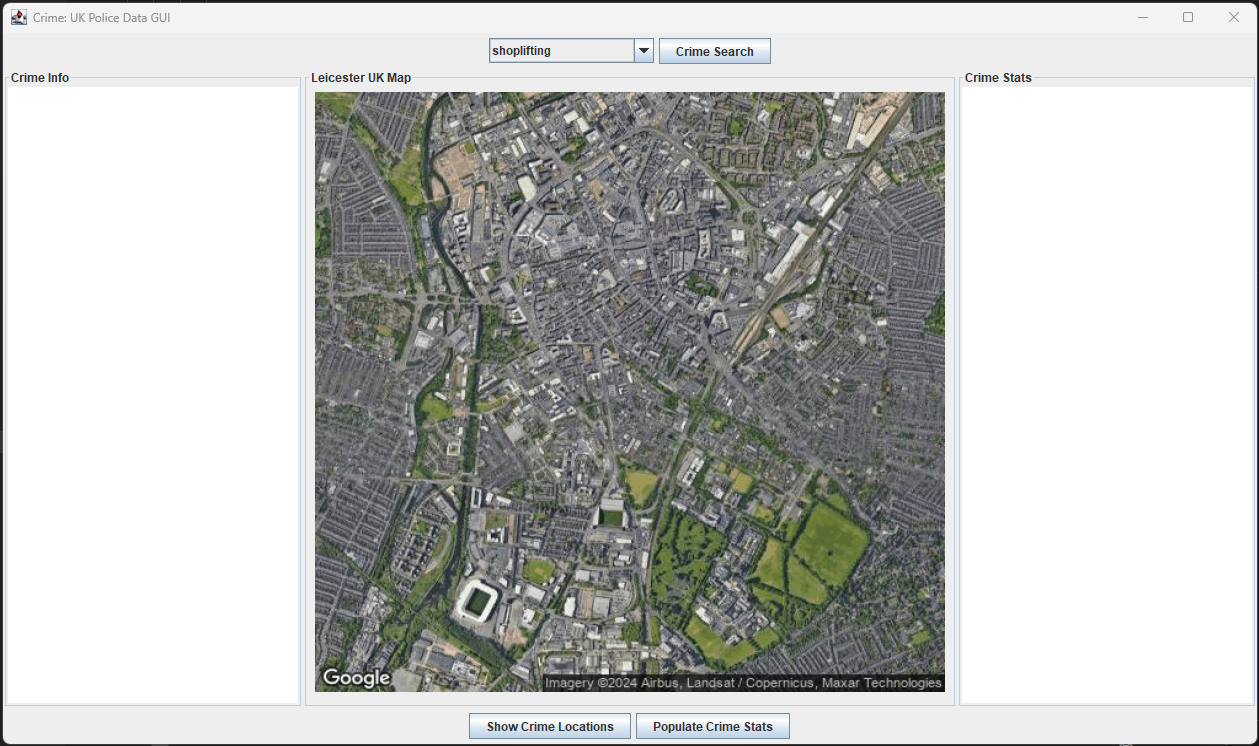 Crime: UK Police Data GUI
shoplifting
Crime Search
Crime Info
Leicester UK Map
Crime Stats
Google
Imagery ©2024 Airbus, Landsat / Copernicus, Maxar Technologies
Show Crime Locations
Populate Crime Stats